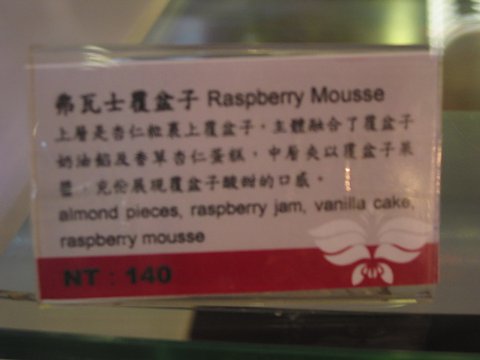 弗瓦士覆盆子 Raspberry Mousse
上層是杏仁粒裹上覆盆子，主體融合了覆盆子
奶油餡及香草杏仁蛋糕，中層夾以覆盆子果
醬，充份展現覆盆子酸甜的口感。
almond pieces, raspberry jam, vanilla cake,
raspberry mousse
NT : 140